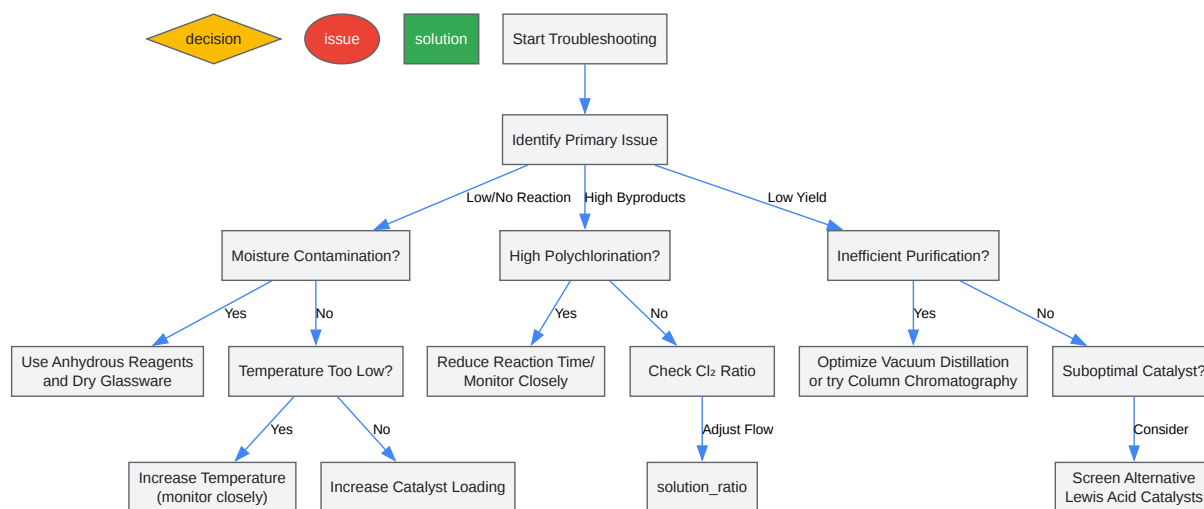 decision
issue
solution
Start Troubleshooting
Identify Primary Issue
Low/No Reaction
High Byproducts
Low Yield
Moisture Contamination?
High Polychlorination?
Inefficient Purification?
Yes
No
Yes
No
Yes
No
Use Anhydrous Reagents
and Dry Glassware
Temperature Too Low?
Reduce Reaction Time/
Monitor Closely
Check Cl₂ Ratio
Optimize Vacuum Distillation
or try Column Chromatography
Suboptimal Catalyst?
Yes
No
Adjust Flow
Consider
Increase Temperature
(monitor closely)
Increase Catalyst Loading
solution_ratio
Screen Alternative
Lewis Acid Catalysts